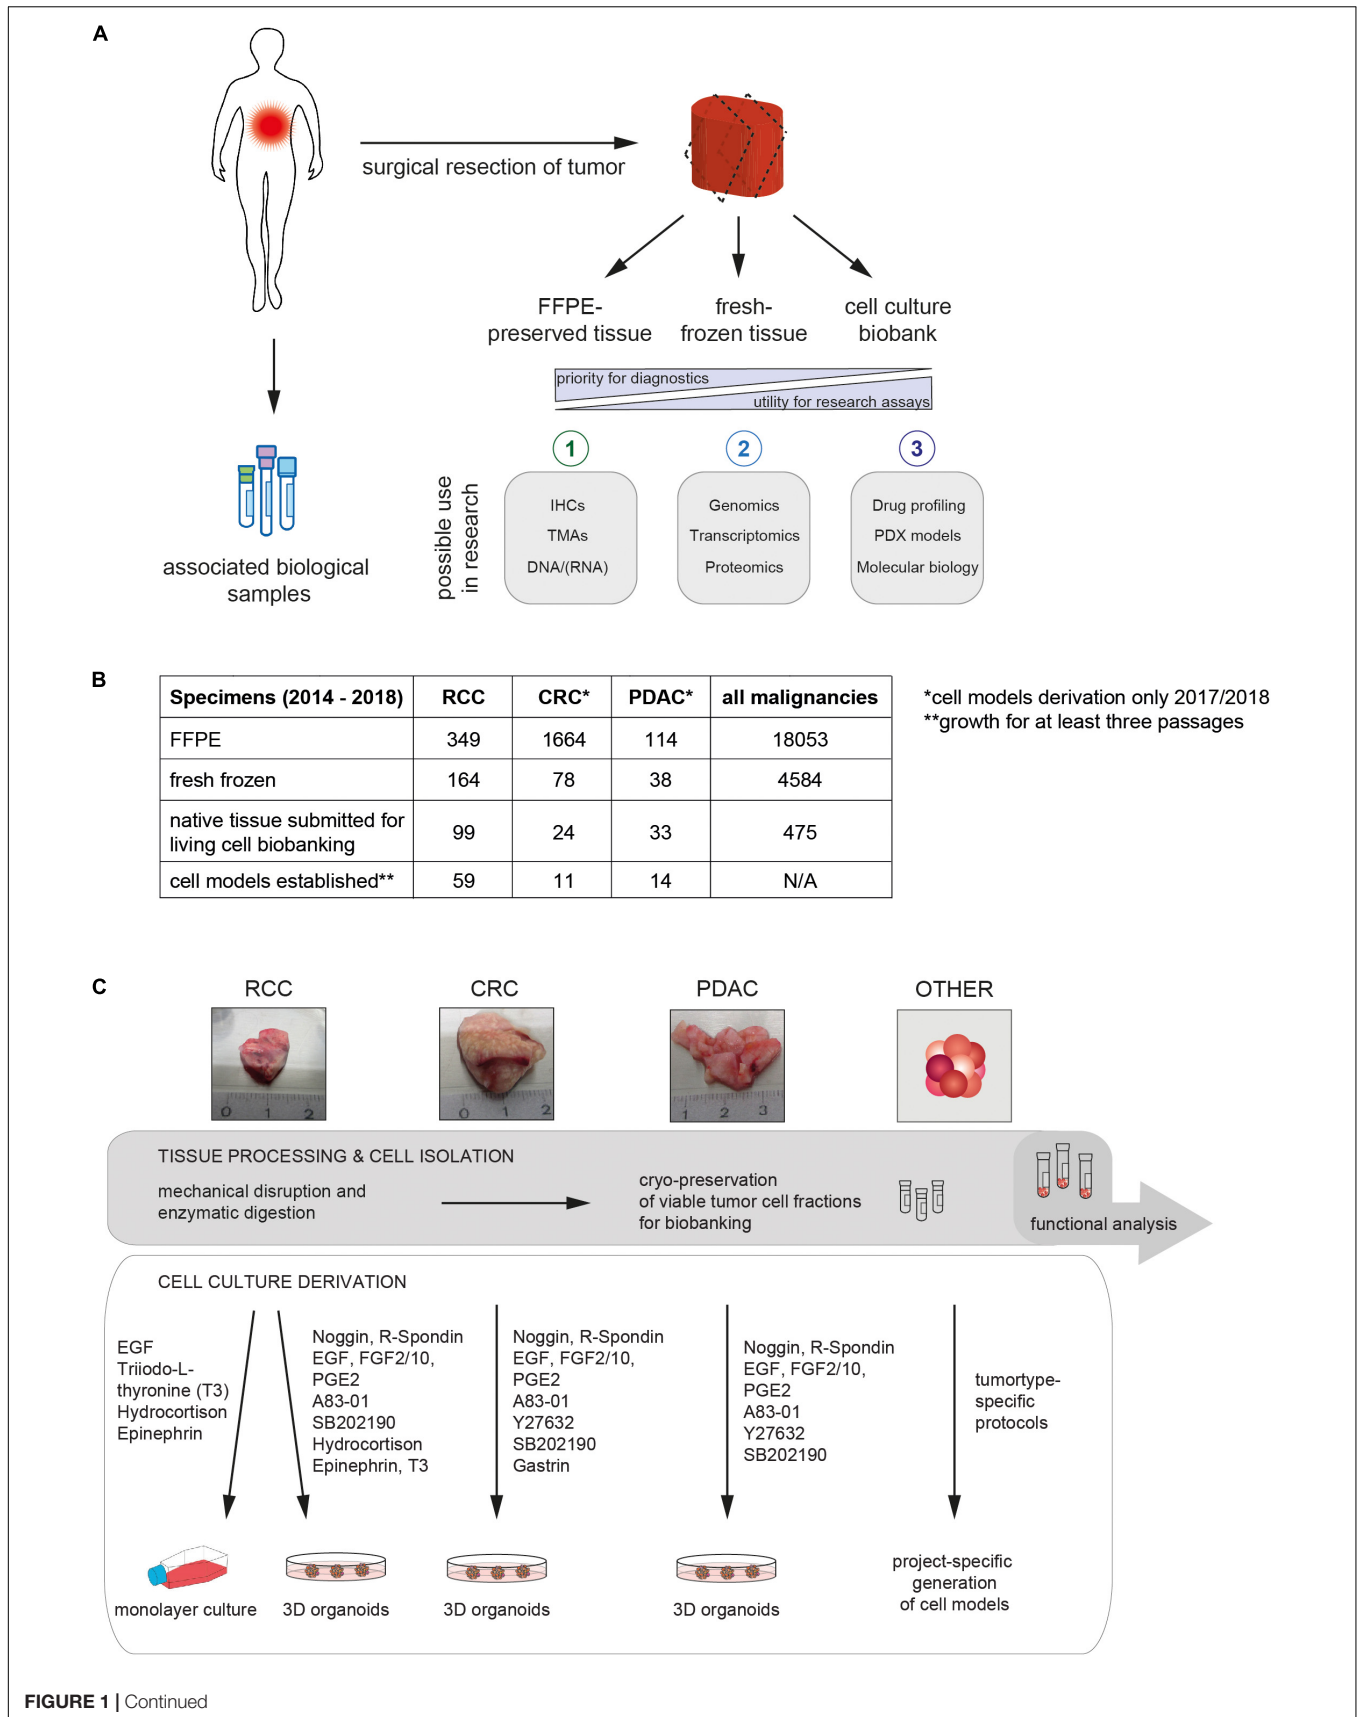 A
surgical resection of tumor
FFPE-
preserved tissue
fresh-
frozen tissue
cell culture
biobank
priority for diagnostics
utility for research assays
associated biological
samples
possible use
in research
1
IHCs
TMAs
DNA/(RNA)
2
Genomics
Transcriptomics
Proteomics
3
Drug profiling
PDX models
Molecular biology
B
Specimens (2014 - 2018) RCC CRC* PDAC* all malignancies
FFPE 349 1664 114 18053
fresh frozen 164 78 38 4584
native tissue submitted for
living cell biobanking 99 24 33 475
cell models established** 59 11 14 N/A
*cell models derivation only 2017/2018
**growth for at least three passages
C
RCC CRC PDAC OTHER
0 1 2
0 1 2
1 2 3
TISSUE PROCESSING & CELL ISOLATION
mechanical disruption and
enzymatic digestion
cryo-preservation
of viable tumor cell fractions
for biobanking
functional analysis
CELL CULTURE DERIVATION
EGF
Triiodo-L-
thyronine (T3)
Hydrocortison
Epinephrin
Noggin, R-Spondin
EGF, FGF2/10,
PGE2
A83-01
SB202190
Hydrocortison
Epinephrin, T3
Noggin, R-Spondin
EGF, FGF2/10,
PGE2
A83-01
Y27632
SB202190
Gastrin
Noggin, R-Spondin
EGF, FGF2/10,
PGE2
A83-01
Y27632
SB202190
tumortype-
specific
protocols
monolayer culture
3D organoids
3D organoids
3D organoids
project-specific
generation
of cell models
FIGURE 1 | Continued